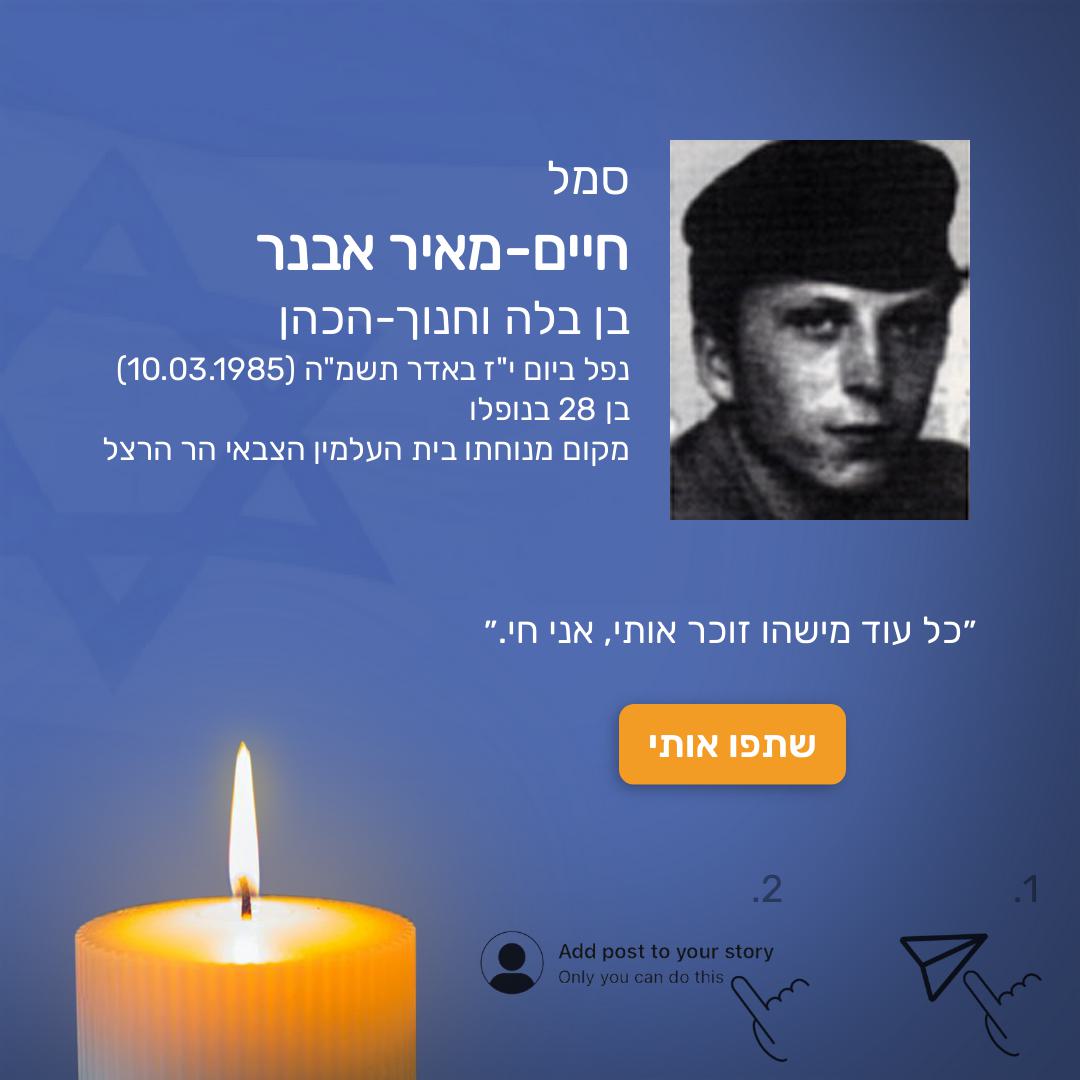 סמל
חיים-מאיר אבנר
בן בלה וחנוך-הכהן
נפל ביום י"ז באדר תשמ"ה (10.03.1985)
בן 28 בנופלו
מקום מנוחתו בית העלמין הצבאי הר הרצל
״כל עוד מישהו זוכר אותי, אני חי.״
שתפו אותי
1.
2.
Add post to your story
Only you can do this